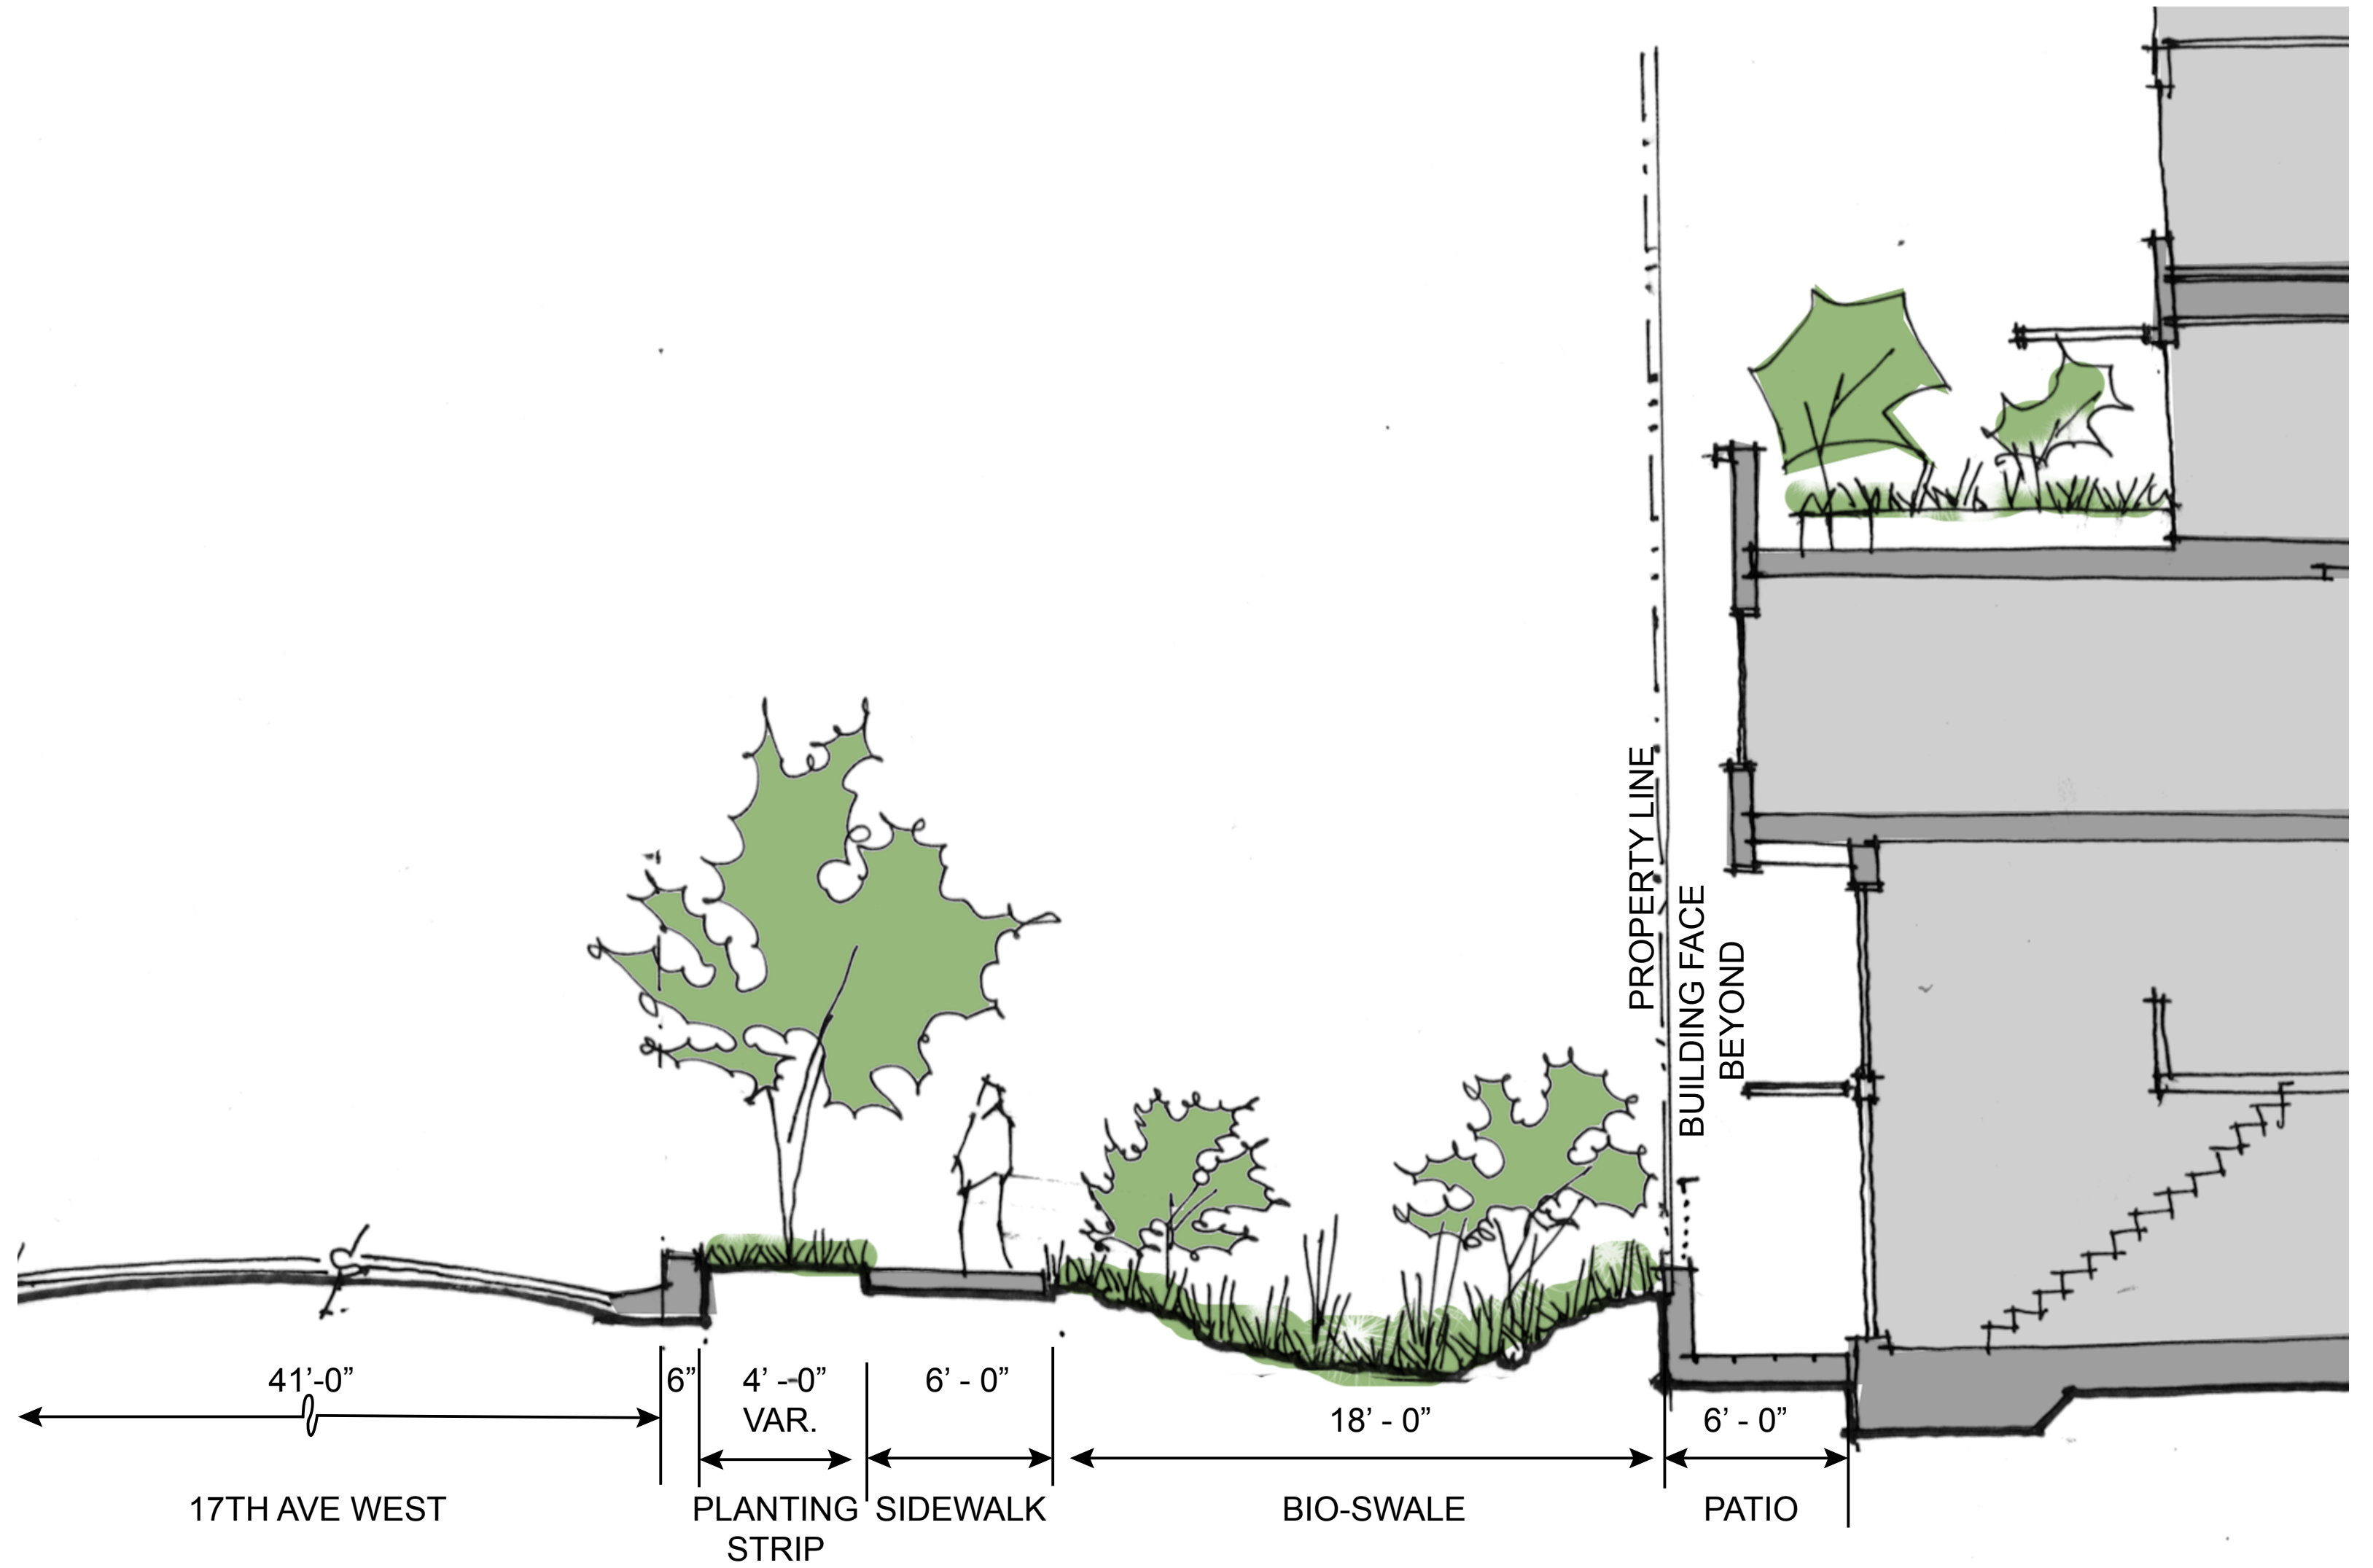 PROPERTY LINE
BUILDING FACE
BEYOND
41’-0”
6”
4’ -0”
VAR.
6’ - 0”
18’ - 0”
6’ - 0”
17TH AVE WEST
PLANTING
STRIP
SIDEWALK
BIO-SWALE
PATIO